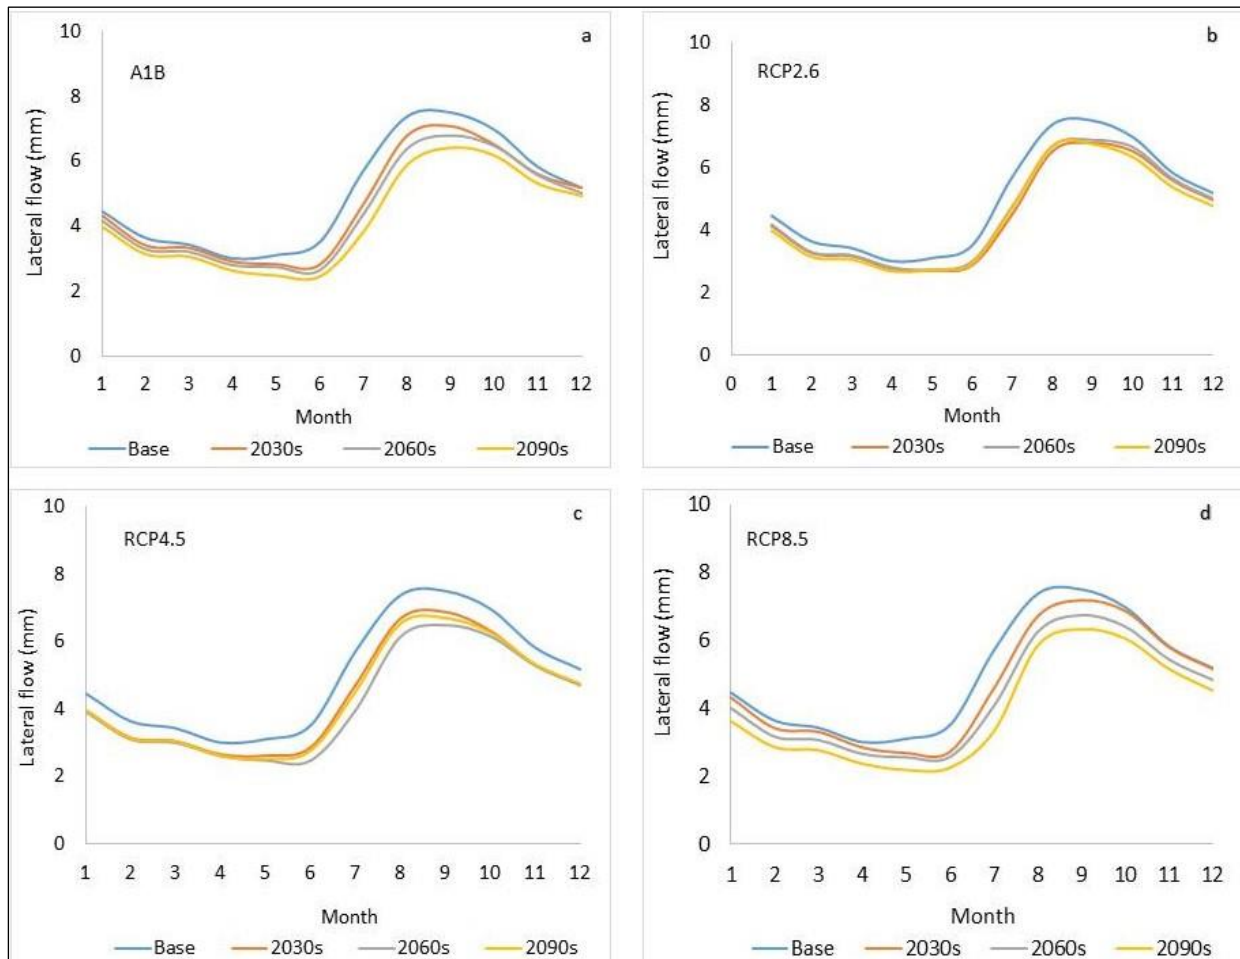 a
A1B
Lateral flow (mm)
10
8
6
4
2
0
1 2 3 4 5 6 7 8 9 10 11 12
Month
Base 2030s 2060s 2090s
b
RCP2.6
Lateral flow (mm)
10
8
6
4
2
0
0 1 2 3 4 5 6 7 8 9 10 11 12
Month
Base 2030s 2060s 2090s
c
RCP4.5
Lateral flow (mm)
10
8
6
4
2
0
1 2 3 4 5 6 7 8 9 10 11 12
Month
Base 2030s 2060s 2090s
d
RCP8.5
Lateral flow (mm)
10
8
6
4
2
0
1 2 3 4 5 6 7 8 9 10 11 12
Month
Base 2030s 2060s 2090s